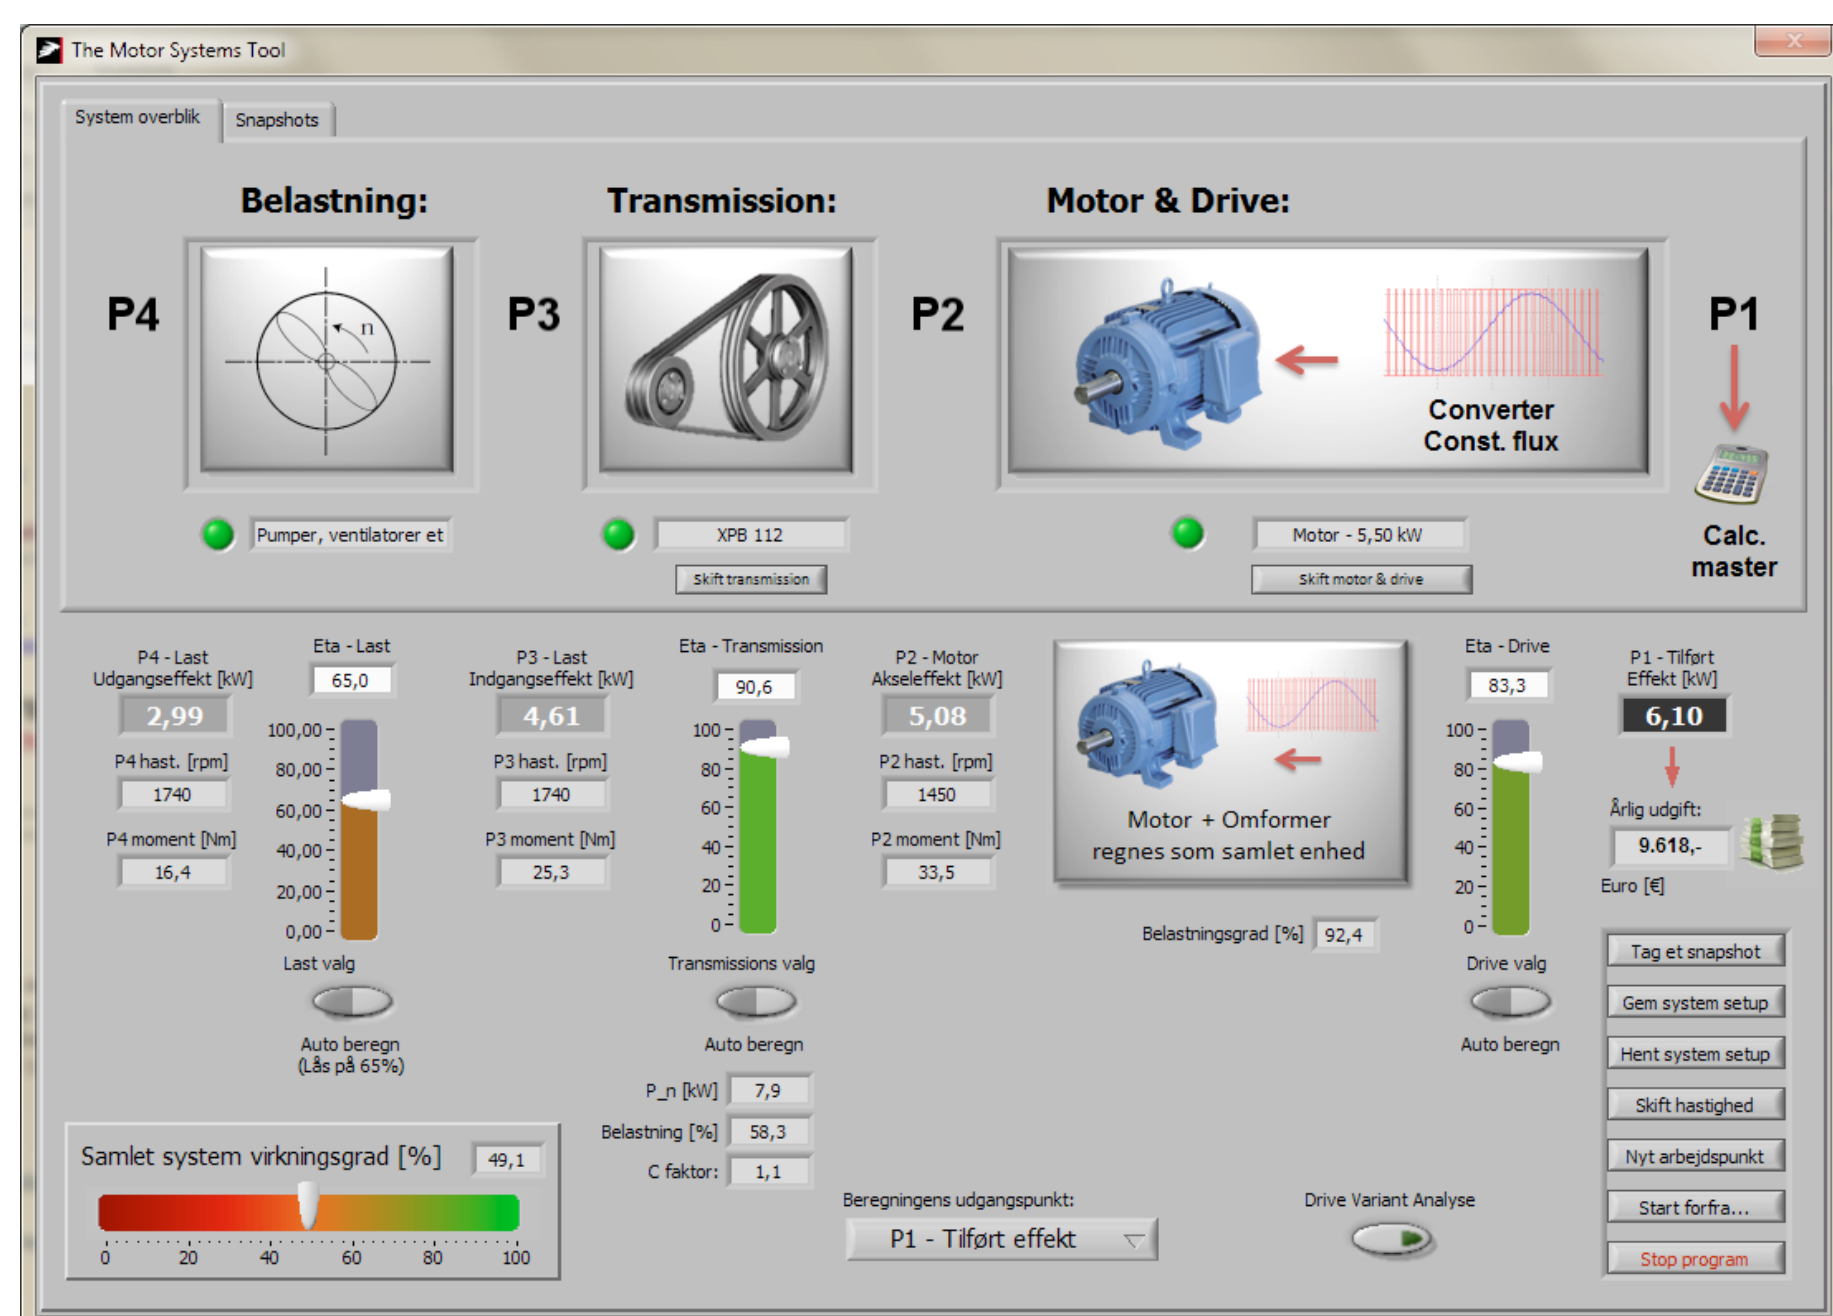 The Motor Systems Tool
System overblik
Snapshots
Belastning:
Transmission:
Motor & Drive:
P4
n
P3
P2
Converter
Const. flux
P1
Calc.
master
Pumper, ventilatorer et
XPB 112
Motor - 5,50 kW
Skift transmission
Skift motor & drive
P4 - Last
Udgangseffekt [kW]
2,99
P4 hast. [rpm]
1740
P4 moment [Nm]
16,4
Eta - Last
65,0
100,00
80,00
60,00
40,00
20,00
0,00
Last valg
Auto beregn
(Lås på 65%)
P3 - Last
Indgangseffekt [kW]
4,61
P3 hast. [rpm]
1740
P3 moment [Nm]
25,3
Eta - Transmission
90,6
100
80
60
40
20
0
Transmissions valg
Auto beregn
P_n [kW] 7,9
Belastning [%] 58,3
C faktor: 1,1
P2 - Motor
Akseleffekt [kW]
5,08
P2 hast. [rpm]
1450
P2 moment [Nm]
33,5
Motor + Omformer
regnes som samlet enhed
Belastningsgrad [%] 92,4
Eta - Drive
83,3
100
80
60
40
20
0
Drive valg
Auto beregn
P1 - Tilført
Effekt [kW]
6,10
Årlig udgift:
9.618,-
Euro [€]
Tag et snapshot
Gem system setup
Hent system setup
Skift hastighed
Nyt arbejdspunkt
Start forfra...
Stop program
Samlet system virkningsgrad [%] 49,1
0 20 40 60 80 100
Beregningens udgangspunkt:
P1 - Tilført effekt
Drive Variant Analyse